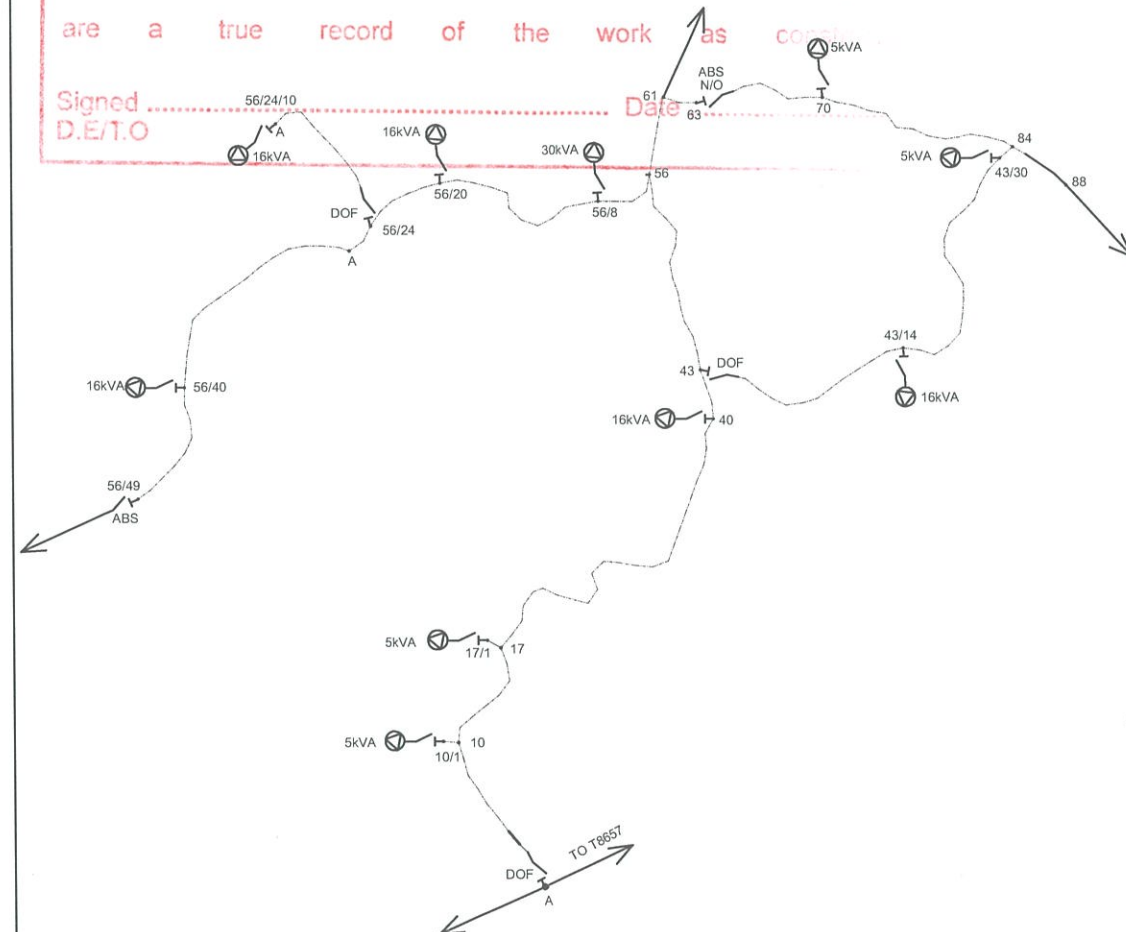 are a true record of the work as
Signed ........................ Date ............
D.E/T.O
56/24/10
A
16kVA
16kVA
56/20
30kVA
56/8
61
ABS
N/O
63
5kVA
70
84
5kVA
43/30
88
56
DOF
56/24
A
43/14
16kVA
43
DOF
16kVA
40
16kVA
56/40
56/49
ABS
5kVA
17/1
17
5kVA
10/1
10
TO T8657
DOF
A